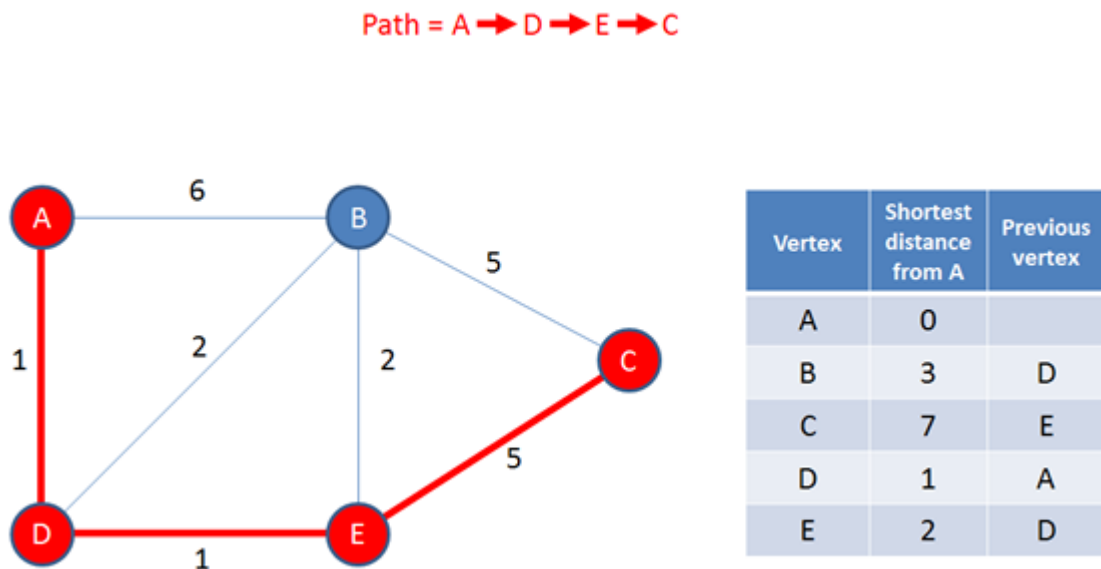 Path = A ➡ D ➡ E ➡ C
6
A
B
5
1
2
2
C
5
D
E
1
Vertex Shortest distance from A Previous vertex
A 0
B 3 D
C 7 E
D 1 A
E 2 D